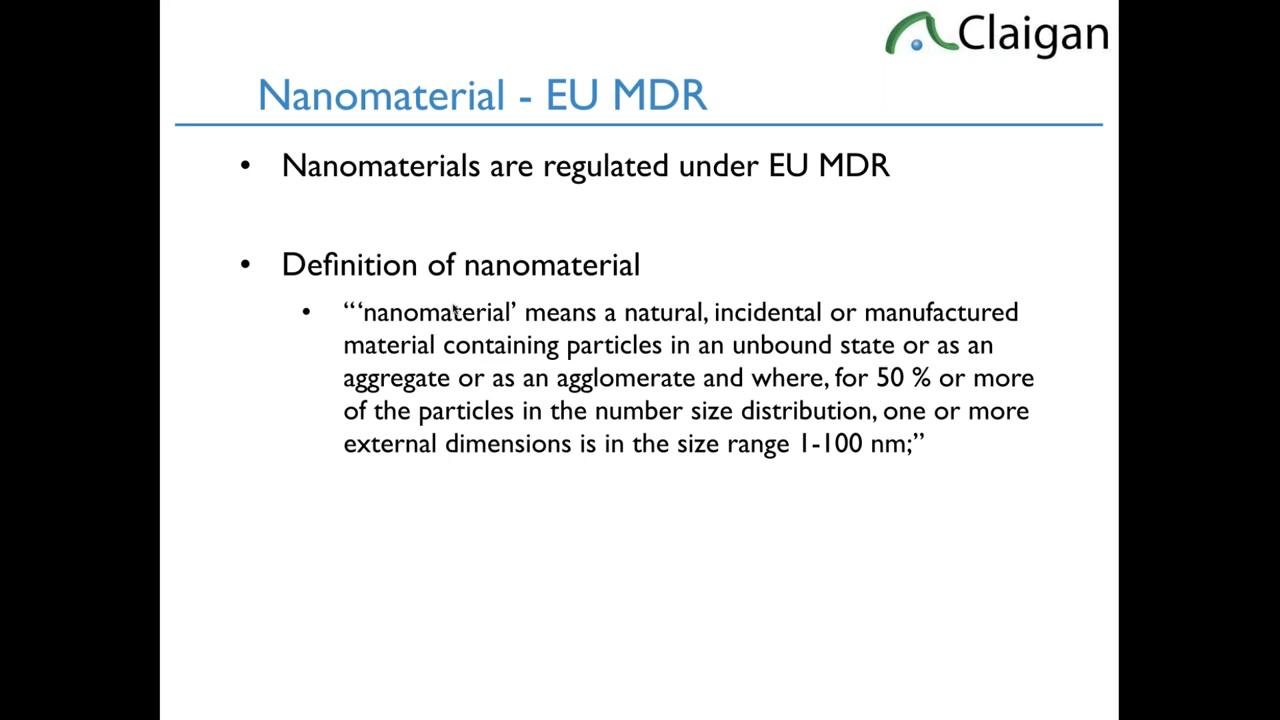 Claigan
Nanomaterial - EU MDR
• Nanomaterials are regulated under EU MDR
• Definition of nanomaterial
• “‘nanomaterial’ means a natural, incidental or manufactured
material containing particles in an unbound state or as an
aggregate or as an agglomerate and where, for 50 % or more
of the particles in the number size distribution, one or more
external dimensions is in the size range 1-100 nm;”